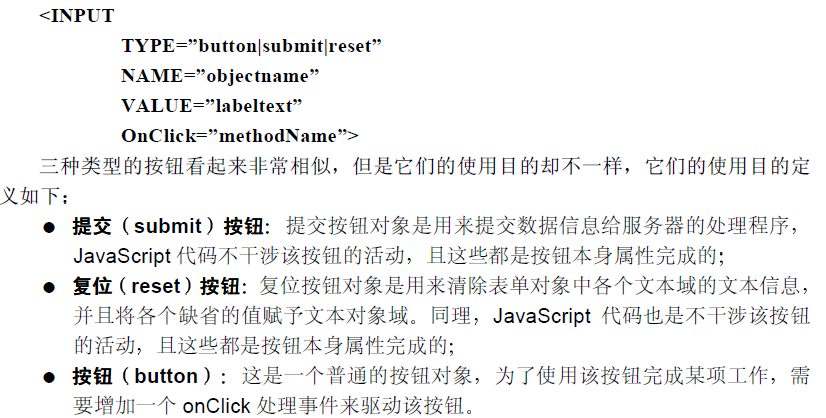 <INPUT
TYPE=”button|submit|reset”
NAME=”objectname”
VALUE=”labeltext”
OnClick=”methodName”>
三种类型的按钮看起来非常相似，但是它们的使用目的却不一样，它们的使用目的定
义如下；
● 提交（submit）按钮：提交按钮对象是用来提交数据信息给服务器的处理程序，
JavaScript 代码不干涉该按钮的活动，且这些都是按钮本身属性完成的；
● 复位（reset）按钮：复位按钮对象是用来清除表单对象中各个文本域的文本信息，
并且将各个缺省的值赋予文本对象域。同理，JavaScript 代码也是不干涉该按钮
的活动，且这些都是按钮本身属性完成的；
● 按钮（button）：这是一个普通的按钮对象，为了使用该按钮完成某项工作，需
要增加一个 onClick 处理事件来驱动该按钮。